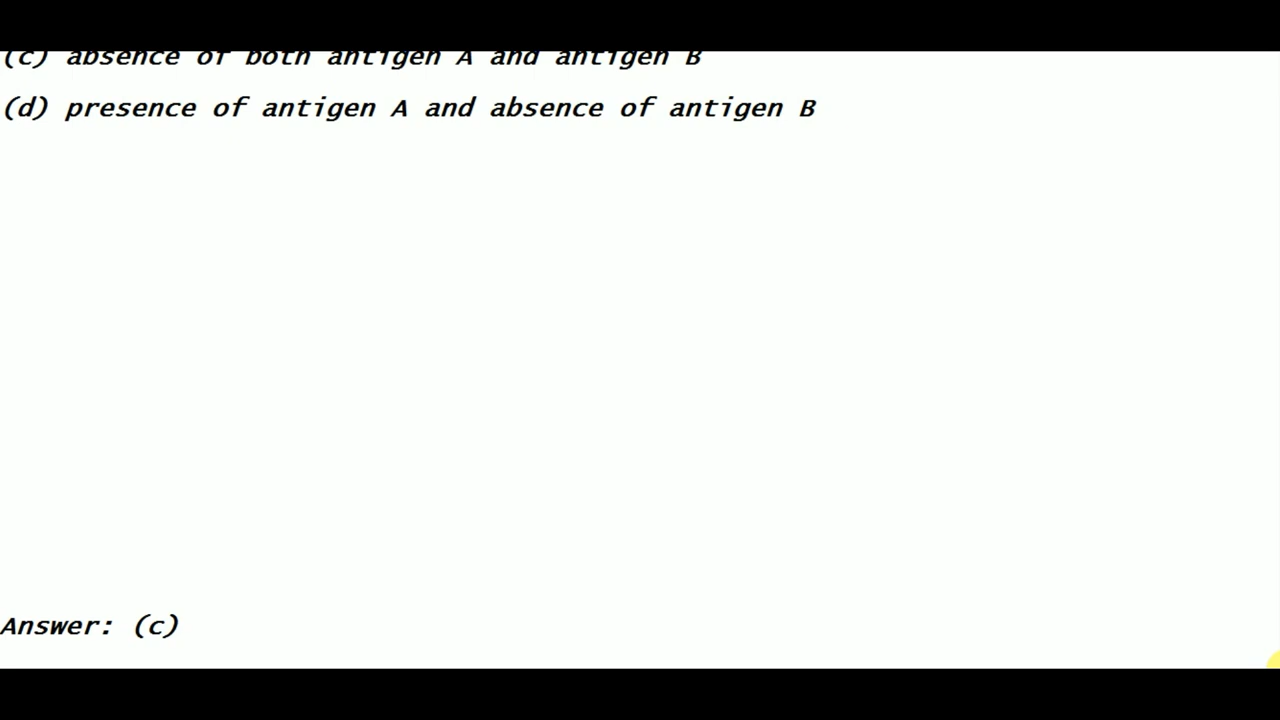 (c) absence of both antigen A and antigen B
(d) presence of antigen A and absence of antigen B
Answer: (c)